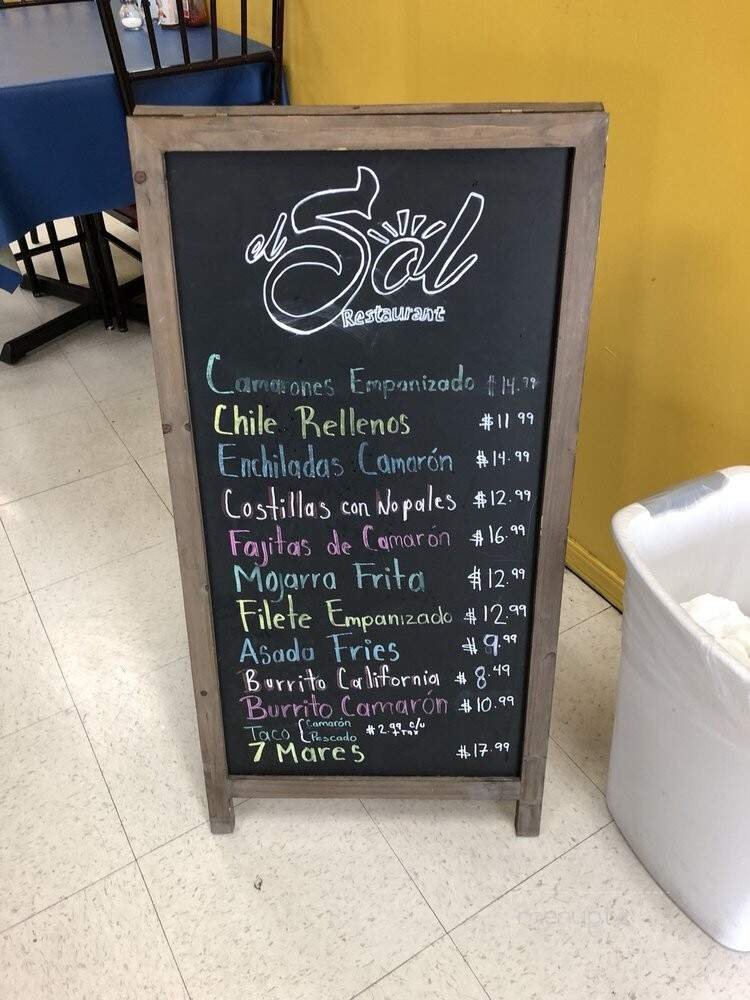 el Sol
Restaurant
Camarones Empanizado $14.99
Chile Rellenos $11.99
Enchiladas Camarón $14.99
Costillas con Nopales $12.99
Fajitas de Camarón $16.99
Mojarra Frita $12.99
Filete Empanizado $12.99
Asada Fries $9.99
Burrito California $8.49
Burrito Camarón $10.99
Taco { Camarón Pescado $2.99 c/u +tax
7 Mares $17.99